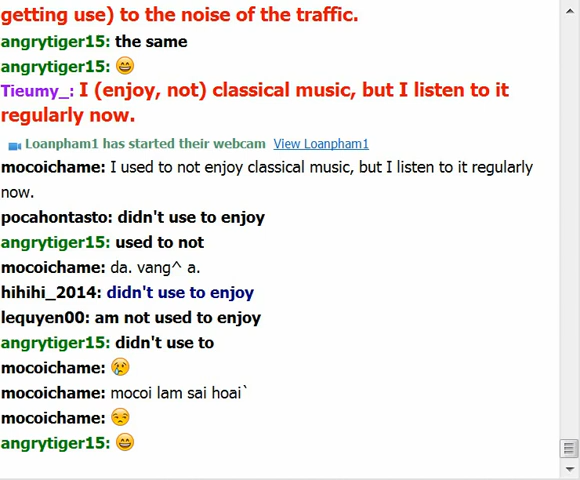 getting use) to the noise of the traffic.
angrytiger15: the same
angrytiger15: 😄
Tieumy_: I (enjoy, not) classical music, but I listen to it
regularly now.
Loanpham1 has started their webcam View Loanpham1
mocoichame: I used to not enjoy classical music, but I listen to it regularly
now.
pocahontasto: didn't use to enjoy
angrytiger15: used to not
mocoichame: da. vang^ a.
hihihi_2014: didn't use to enjoy
lequyen00: am not used to enjoy
angrytiger15: didn't use to
mocoichame: 😢
mocoichame: mocoi lam sai hoai`
mocoichame: 😒
angrytiger15: 😄